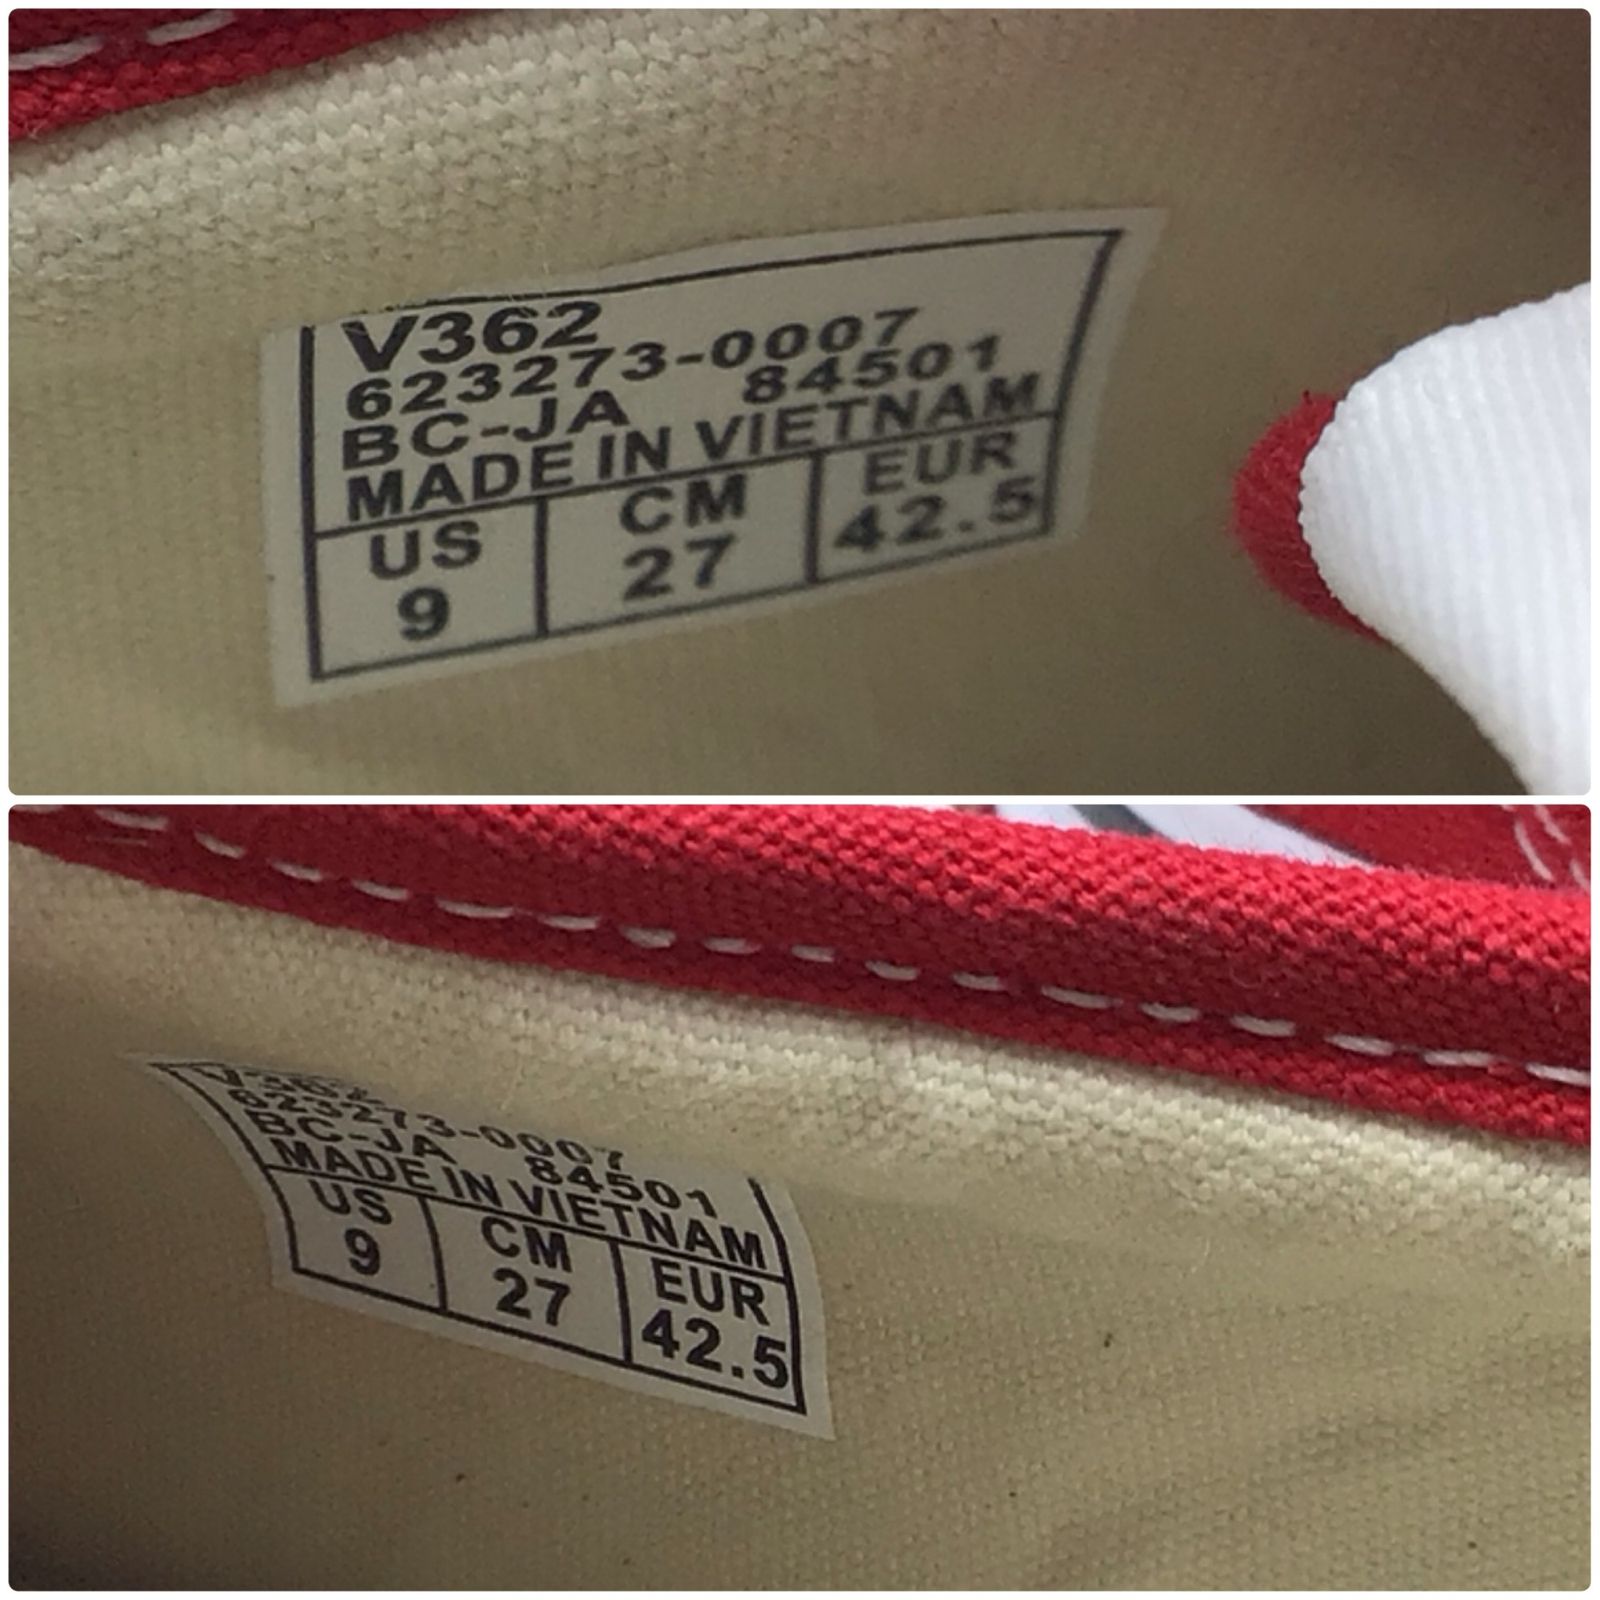 V362
623273-0007
BC-JA 84501
MADE IN VIETNAM
US CM EUR
9 27 42.5
V362
623273-0007
BC-JA 84501
MADE IN VIETNAM
US CM EUR
9 27 42.5